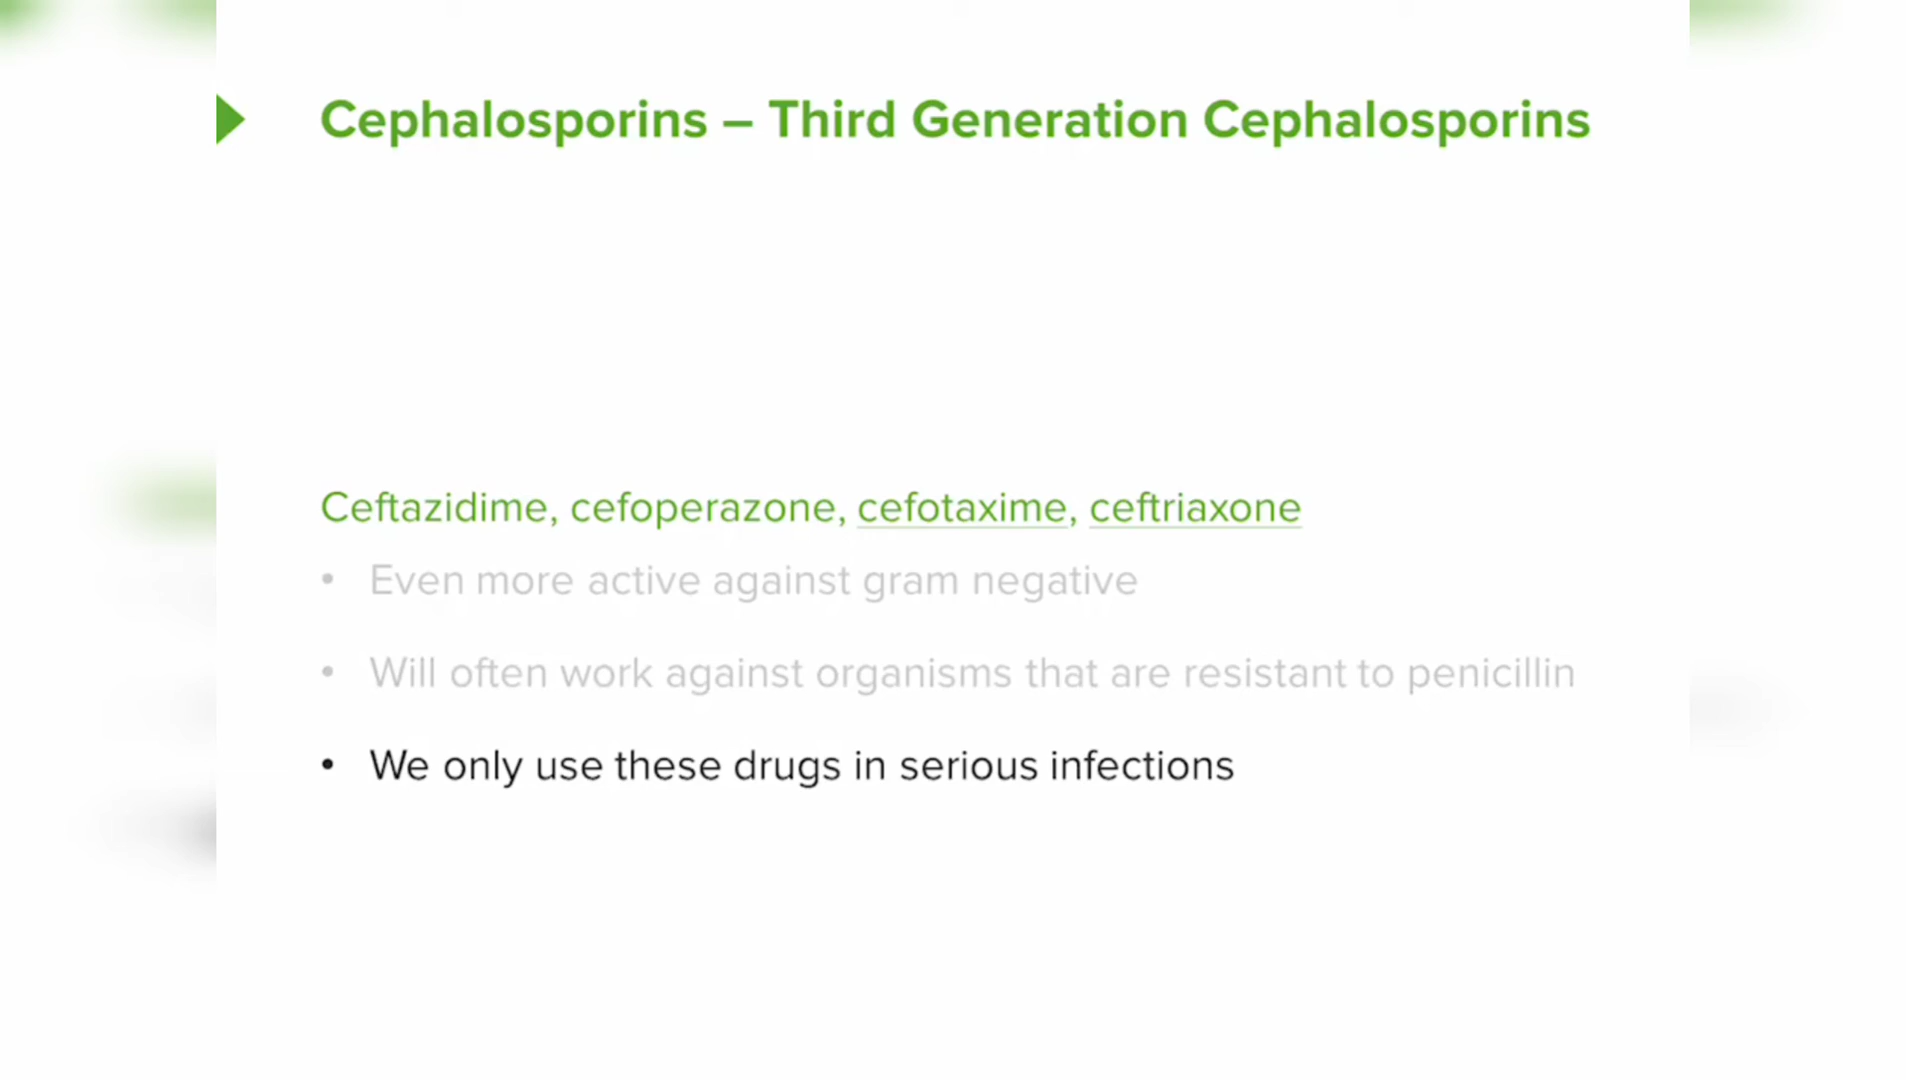 Cephalosporins – Third Generation Cephalosporins
Ceftazidime, cefoperazone, cefotaxime, ceftriaxone
• Even more active against gram negative
• Will often work against organisms that are resistant to penicillin
• We only use these drugs in serious infections